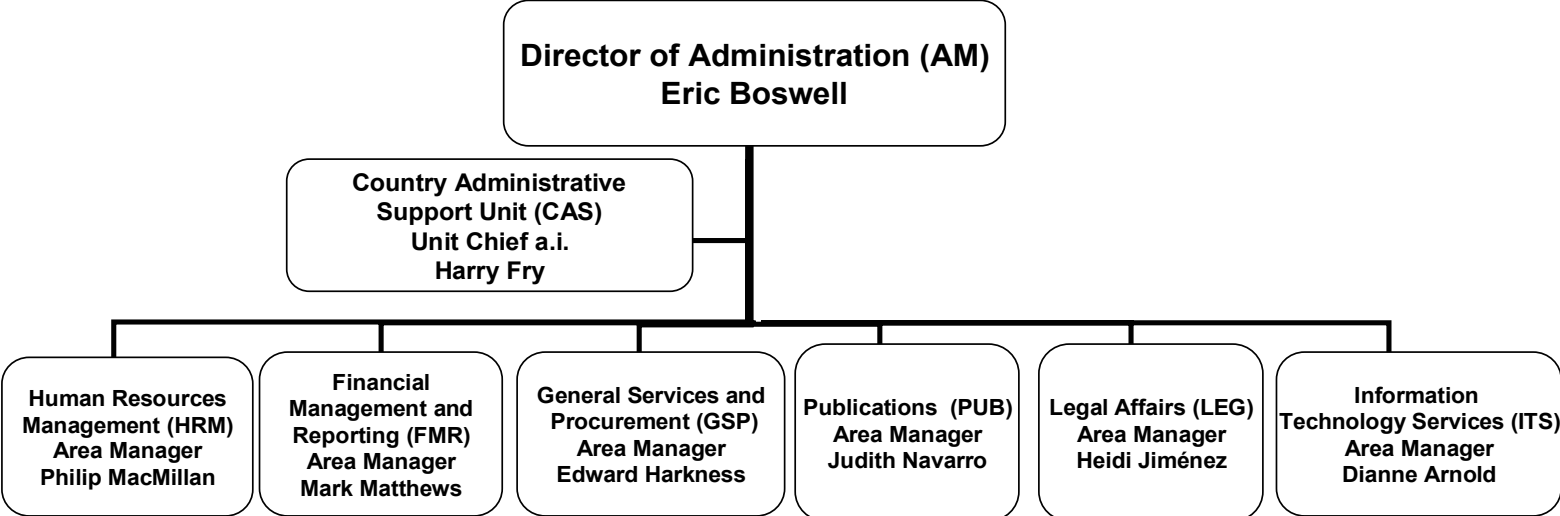 Director of Administration (AM)
Eric Boswell
Country Administrative
Support Unit (CAS)
Unit Chief a.i.
Harry Fry
Human Resources
Management (HRM)
Area Manager
Philip MacMillan
Financial
Management and
Reporting (FMR)
Area Manager
Mark Matthews
General Services and
Procurement (GSP)
Area Manager
Edward Harkness
Publications (PUB)
Area Manager
Judith Navarro
Legal Affairs (LEG)
Area Manager
Heidi Jiménez
Information
Technology Services (ITS)
Area Manager
Dianne Arnold